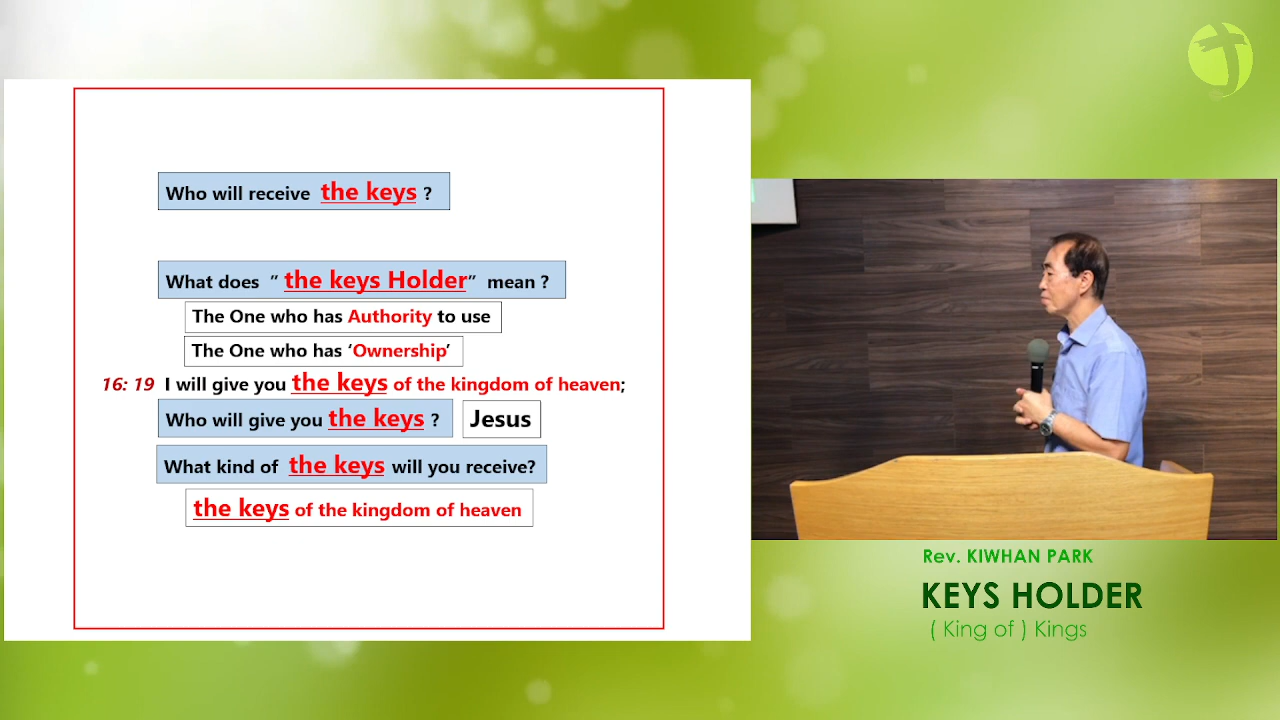 Who will receive the keys ?
What does “ the keys Holder” mean ?
The One who has Authority to use
The One who has ‘Ownership’
16: 19 I will give you the keys of the kingdom of heaven;
Who will give you the keys ?
Jesus
What kind of the keys will you receive?
the keys of the kingdom of heaven
Rev. KIWHAN PARK
KEYS HOLDER
( King of ) Kings